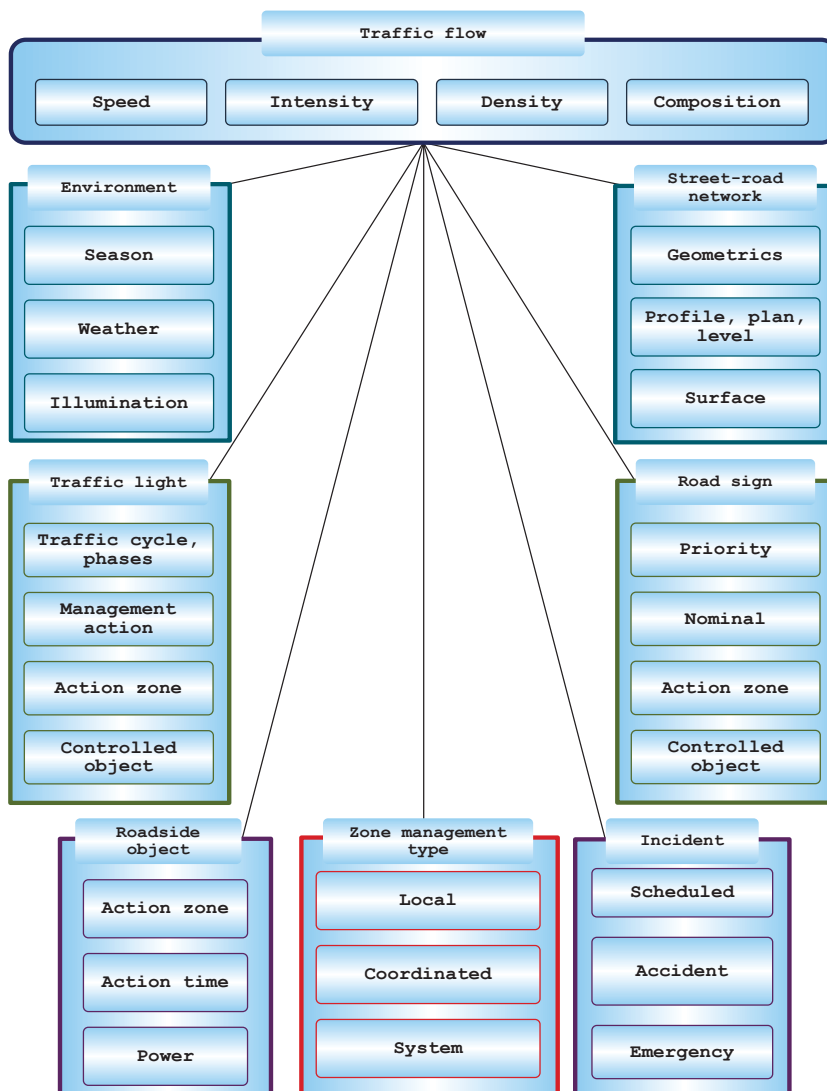 Traffic flow
Speed
Intensity
Density
Composition
Environment
Season
Weather
Illumination
Street-road
network
Geometrics
Profile, plan,
level
Surface
Traffic light
Traffic cycle,
phases
Management
action
Action zone
Controlled
object
Road sign
Priority
Nominal
Action zone
Controlled
object
Roadside
object
Action zone
Action time
Power
Zone management
type
Local
Coordinated
System
Incident
Scheduled
Accident
Emergency